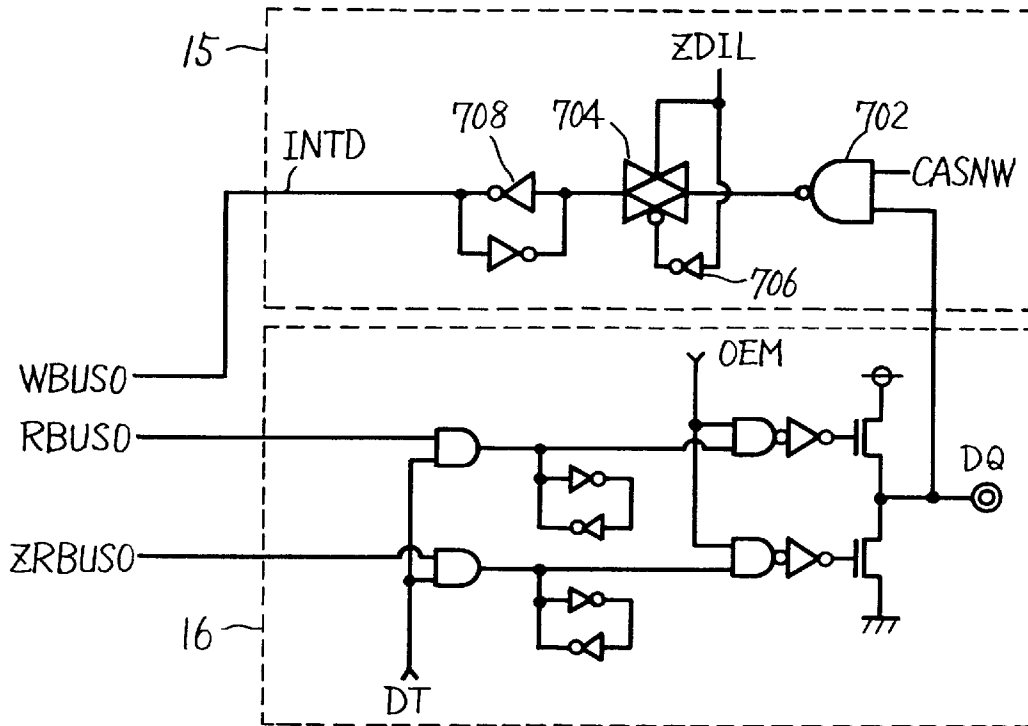 15
ZDIL
708
704
702
INTD
CASNW
706
OEM
WBUS0
RBUS0
DQ
ZRBUS0
16
DT